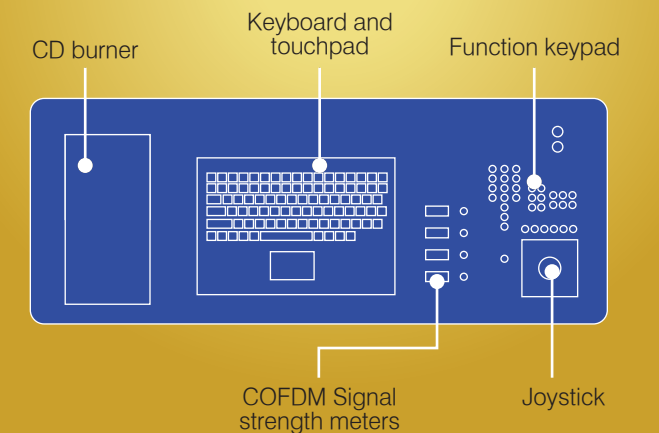 Keyboard and
touchpad
CD burner
Function keypad
COFDM Signal
strength meters
Joystick